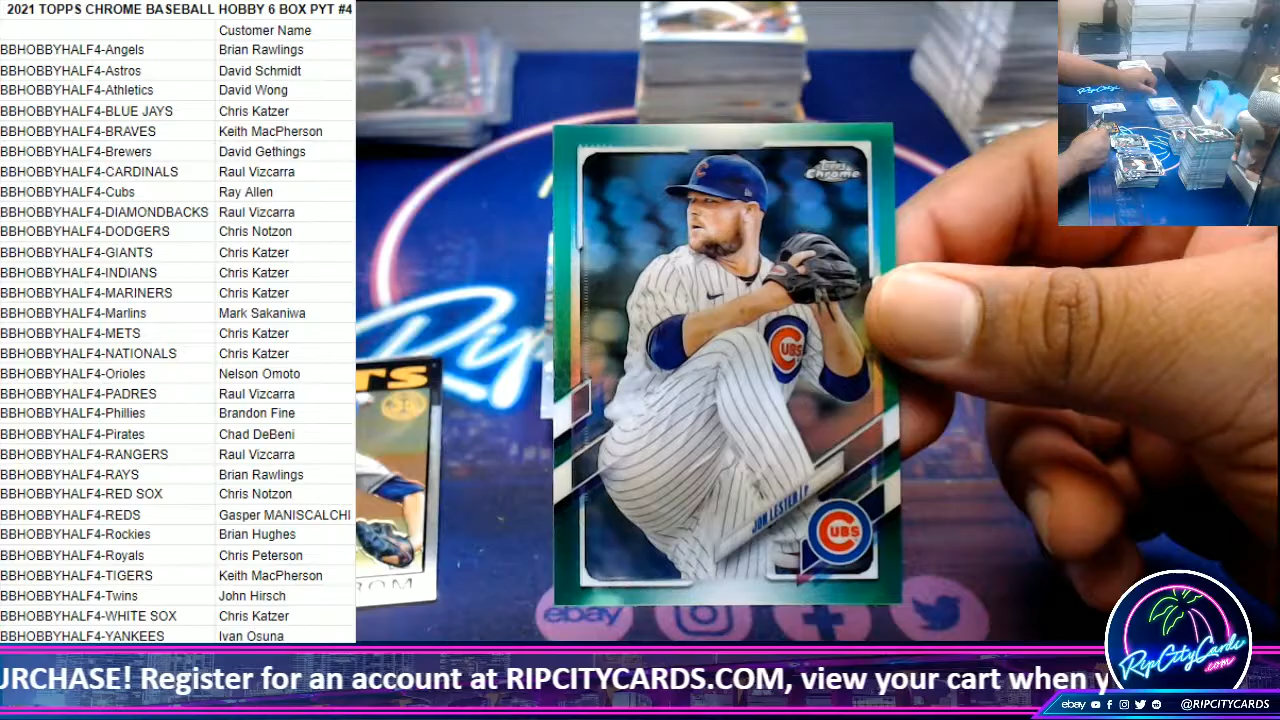 2021 TOPPS CHROME BASEBALL HOBBY 6 BOX PYT #4
Customer Name
BBHOBBYHALF4-Angels Brian Rawlings
BBHOBBYHALF4-Astros David Schmidt
BBHOBBYHALF4-Athletics David Wong
BBHOBBYHALF4-BLUE JAYS Chris Katzer
BBHOBBYHALF4-BRAVES Keith MacPherson
BBHOBBYHALF4-Brewers David Gethings
BBHOBBYHALF4-CARDINALS Raul Vizcarra
BBHOBBYHALF4-Cubs Ray Allen
BBHOBBYHALF4-DIAMONDBACKS Raul Vizcarra
BBHOBBYHALF4-DODGERS Chris Notzon
BBHOBBYHALF4-GIANTS Chris Katzer
BBHOBBYHALF4-INDIANS Chris Katzer
BBHOBBYHALF4-MARINERS Chris Katzer
BBHOBBYHALF4-Marlins Mark Sakaniwa
BBHOBBYHALF4-METS Chris Katzer
BBHOBBYHALF4-NATIONALS Chris Katzer
BBHOBBYHALF4-Orioles Nelson Omoto
BBHOBBYHALF4-PADRES Raul Vizcarra
BBHOBBYHALF4-Phillies Brandon Fine
BBHOBBYHALF4-Pirates Chad DeBeni
BBHOBBYHALF4-RANGERS Raul Vizcarra
BBHOBBYHALF4-RAYS Brian Rawlings
BBHOBBYHALF4-RED SOX Chris Notzon
BBHOBBYHALF4-REDS Gasper MANISCALCHI
BBHOBBYHALF4-Rockies Brian Hughes
BBHOBBYHALF4-Royals Chris Peterson
BBHOBBYHALF4-TIGERS Keith MacPherson
BBHOBBYHALF4-Twins John Hirsch
BBHOBBYHALF4-WHITE SOX Chris Katzer
BBHOBBYHALF4-YANKEES Ivan Osuna
Topps
Chrome
C
CUBS
JON LESTER
CUBS
Rip
ETS
ROM
ebay
URCHASE! Register for an account at RIPCITYCARDS.COM, view your cart when y
RipCityCards
.com
ebay @RIPCITYCARDS